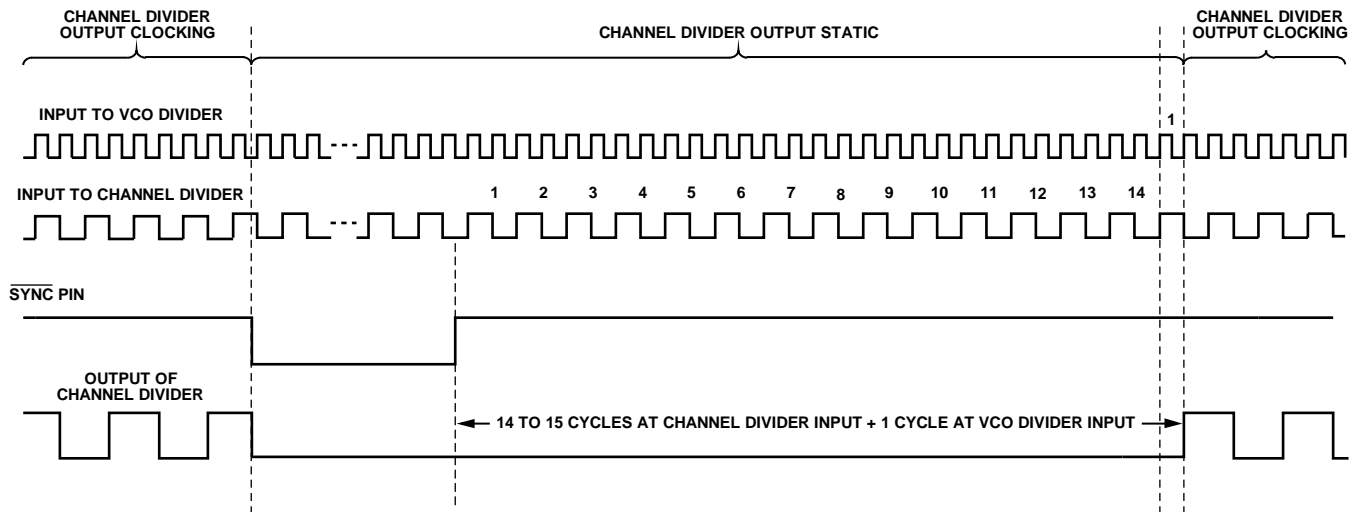 CHANNEL DIVIDER
OUTPUT CLOCKING
CHANNEL DIVIDER OUTPUT STATIC
CHANNEL DIVIDER
OUTPUT CLOCKING
INPUT TO VCO DIVIDER
1
INPUT TO CHANNEL DIVIDER
1 2 3 4 5 6 7 8 9 10 11 12 13 14
SYNC PIN
OUTPUT OF
CHANNEL DIVIDER
14 TO 15 CYCLES AT CHANNEL DIVIDER INPUT + 1 CYCLE AT VCO DIVIDER INPUT